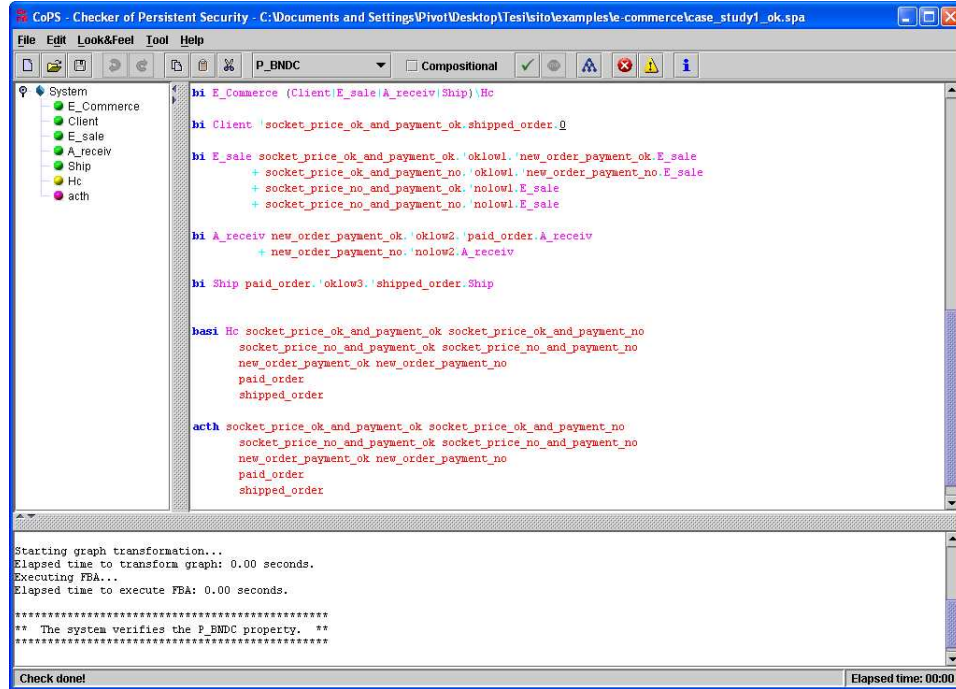 CoPS - Checker of Persistent Security - C:\Documents and Settings\Pivot\Desktop\Tesi\sito\examples\e-commerce\case_study1_ok.spa
File Edit Look&Feel Tool Help
P_BNDC Compositional
System
E_Commerce
Client
E_sale
A_receiv
Ship
Hc
acth
bi E_Commerce (Client|E_sale|A_receiv|Ship)\Hc
bi Client 'socket_price_ok_and_payment_ok.shipped_order.0
bi E_sale socket_price_ok_and_payment_ok.'oklow1.'new_order_payment_ok.E_sale
+ socket_price_ok_and_payment_no.'oklow1.'new_order_payment_no.E_sale
+ socket_price_no_and_payment_ok.'nolow1.E_sale
+ socket_price_no_and_payment_no.'nolow1.E_sale
bi A_receiv new_order_payment_ok.'oklow2.'paid_order.A_receiv
+ new_order_payment_no.'nolow2.A_receiv
bi Ship paid_order.'oklow3.'shipped_order.Ship
basi Hc socket_price_ok_and_payment_ok socket_price_ok_and_payment_no
socket_price_no_and_payment_ok socket_price_no_and_payment_no
new_order_payment_ok new_order_payment_no
paid_order
shipped_order
acth socket_price_ok_and_payment_ok socket_price_ok_and_payment_no
socket_price_no_and_payment_ok socket_price_no_and_payment_no
new_order_payment_ok new_order_payment_no
paid_order
shipped_order
Starting graph transformation...
Elapsed time to transform graph: 0.00 seconds.
Executing FBA...
Elapsed time to execute FBA: 0.00 seconds.
************************************************
** The system verifies the P_BNDC property. **
************************************************
Check done! Elapsed time: 00:00